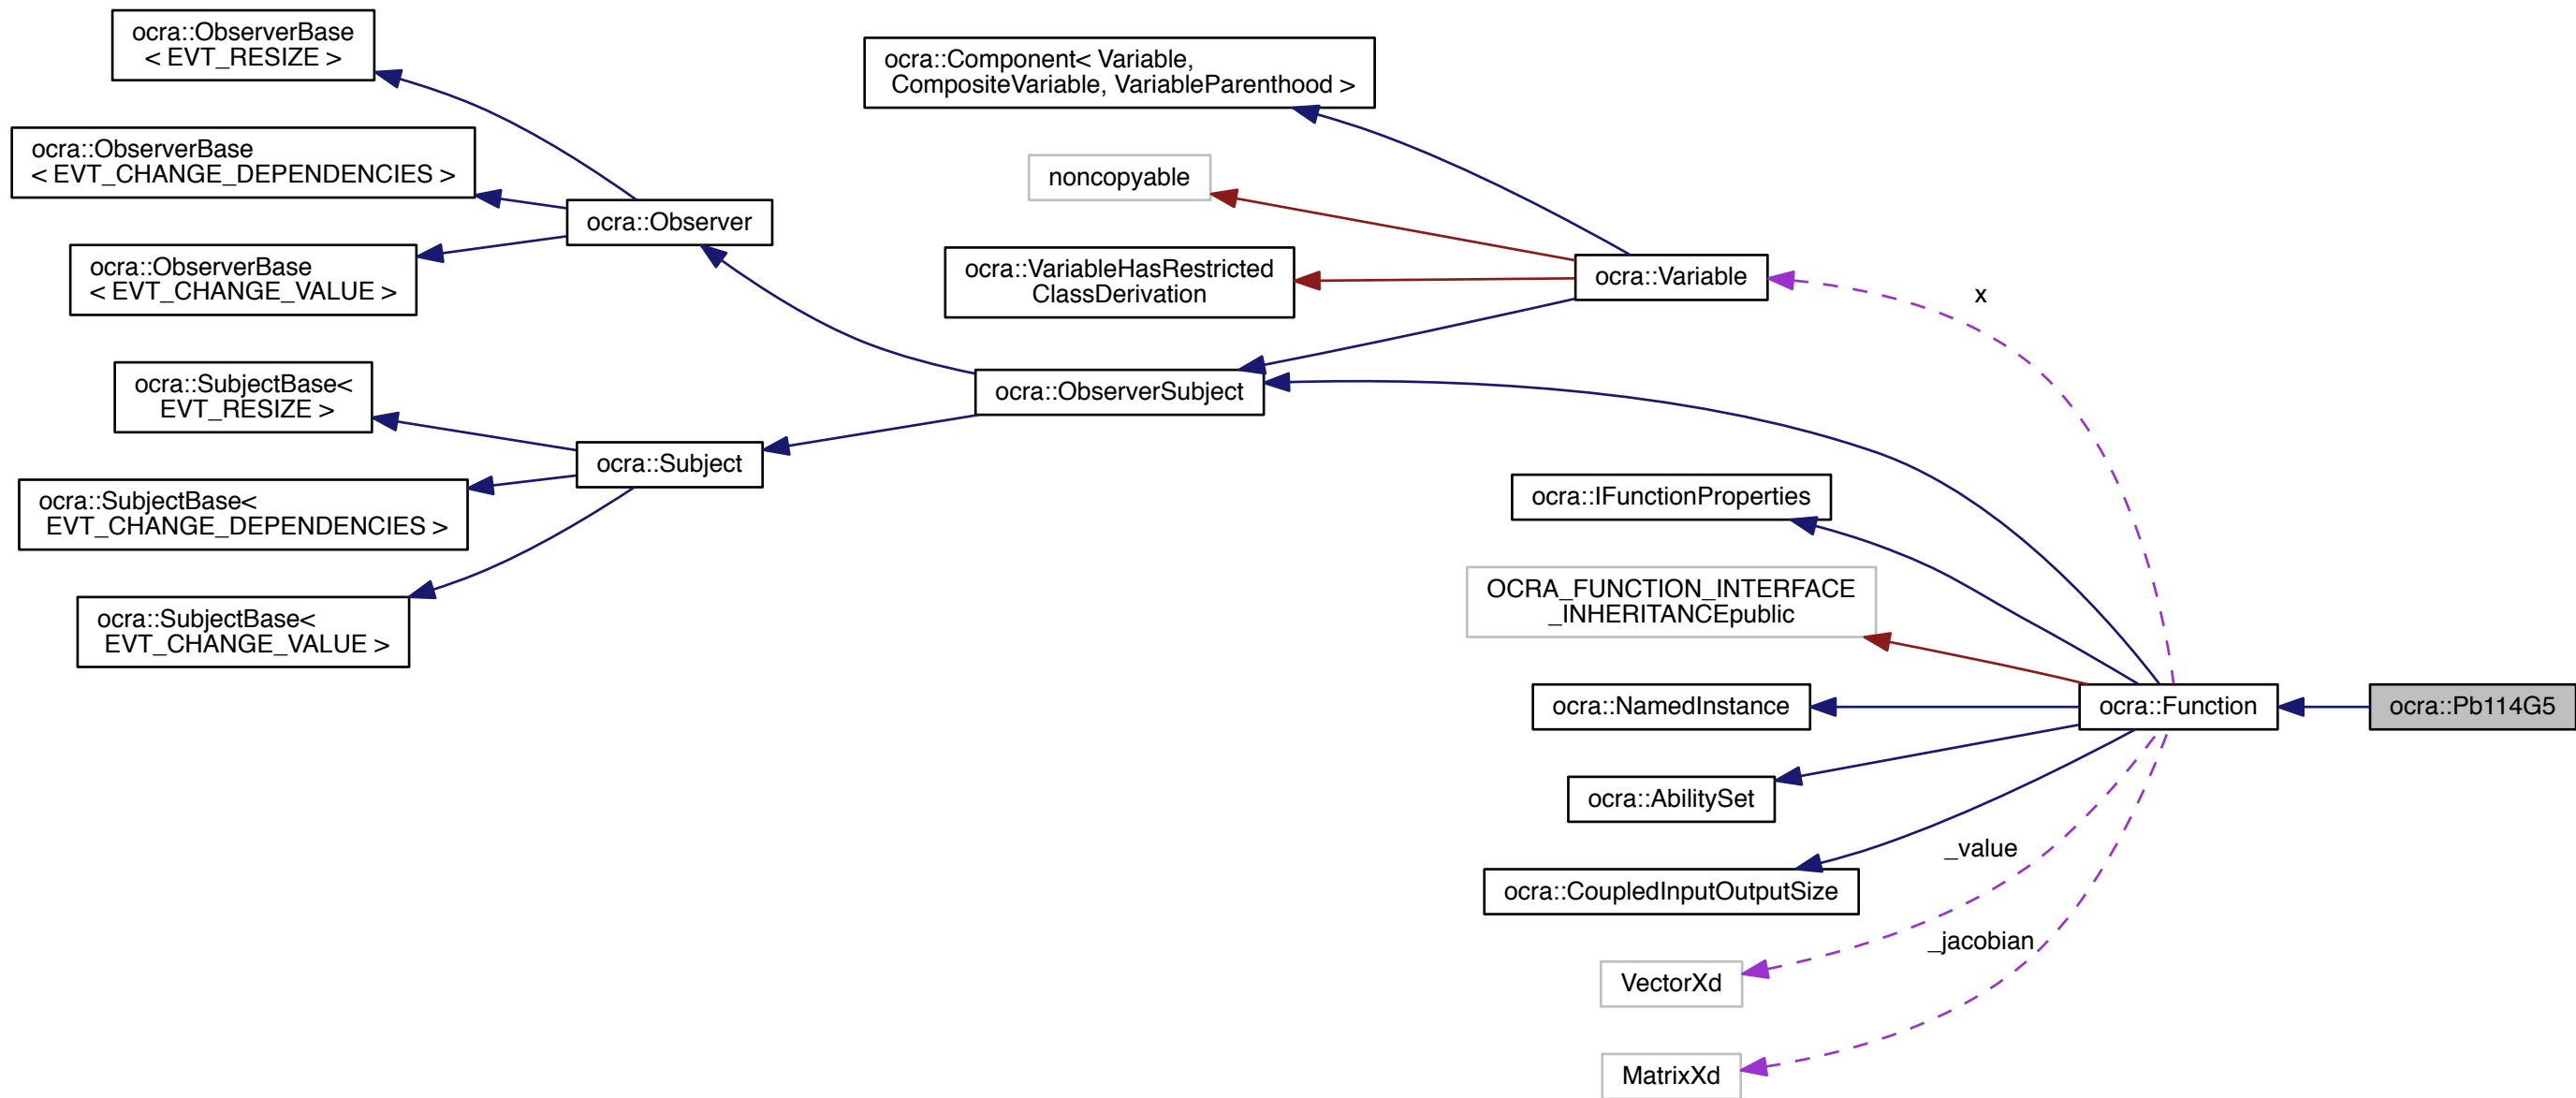 ocra::ObserverBase
< EVT_RESIZE >
ocra::ObserverBase
< EVT_CHANGE_DEPENDENCIES >
ocra::ObserverBase
< EVT_CHANGE_VALUE >
ocra::SubjectBase<
EVT_RESIZE >
ocra::SubjectBase<
EVT_CHANGE_DEPENDENCIES >
ocra::SubjectBase<
EVT_CHANGE_VALUE >
ocra::Observer
ocra::Subject
ocra::Component< Variable,
CompositeVariable, VariableParenthood >
noncopyable
ocra::VariableHasRestricted
ClassDerivation
ocra::ObserverSubject
ocra::Variable
x
ocra::IFunctionProperties
OCRA_FUNCTION_INTERFACE
_INHERITANCEpublic
ocra::NamedInstance
ocra::AbilitySet
ocra::CoupledInputOutputSize
VectorXd
MatrixXd
_value
_jacobian
ocra::Function
ocra::Pb114G5